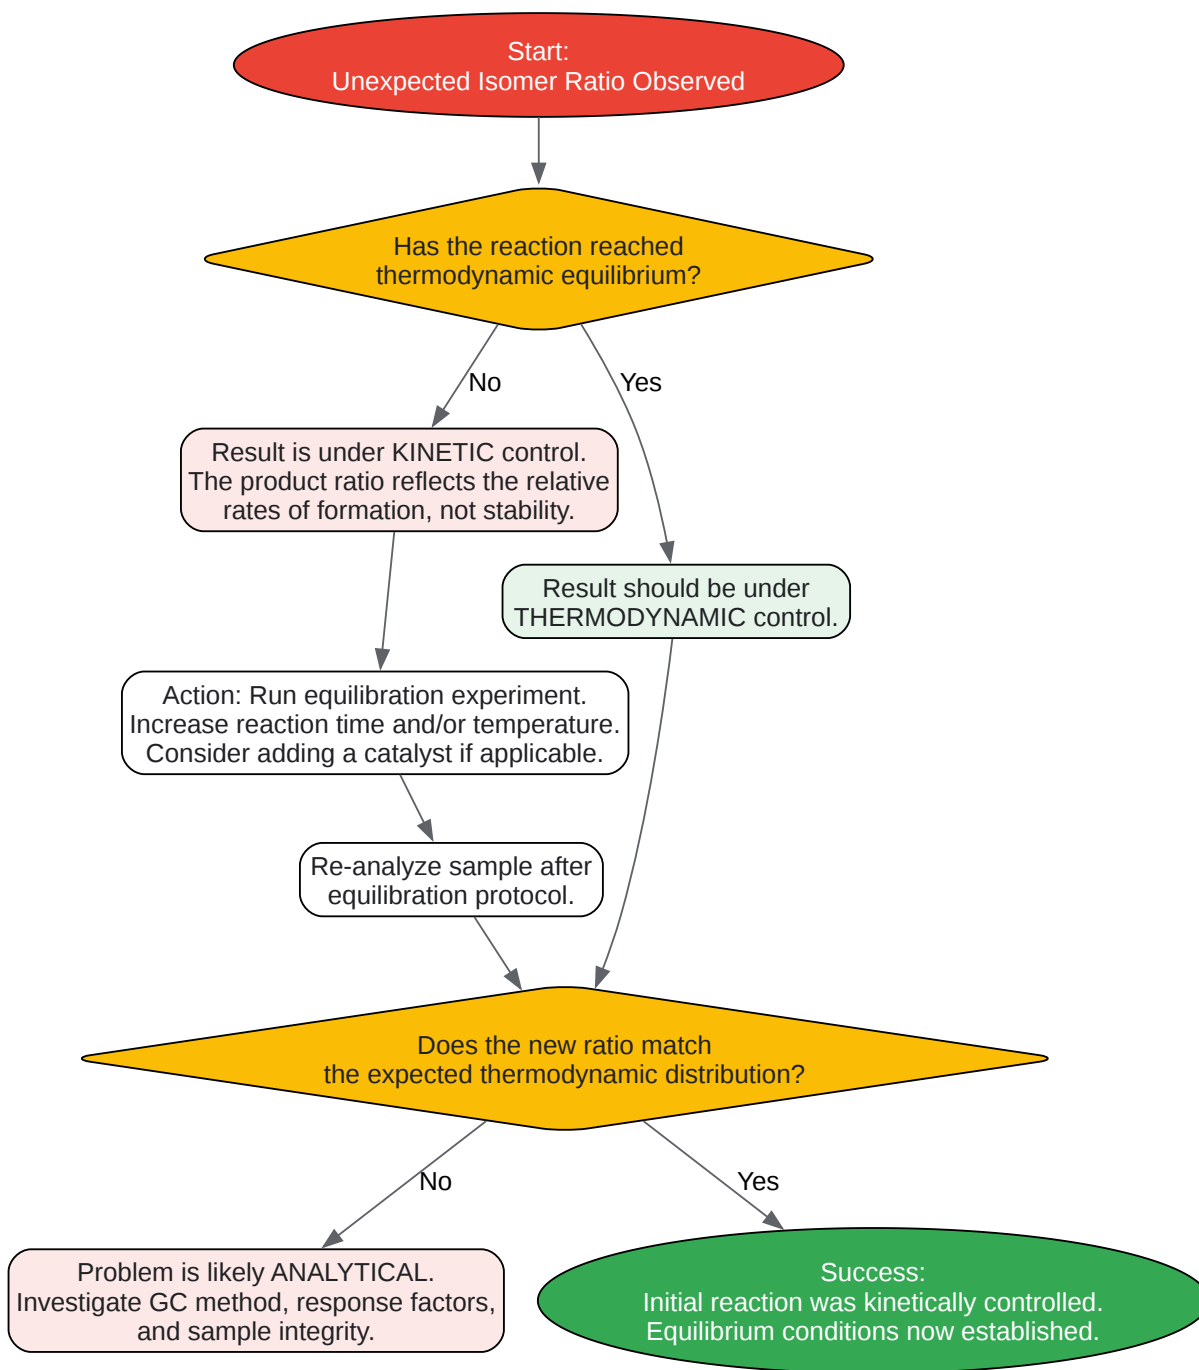 Start:
Unexpected Isomer Ratio Observed
Has the reaction reached
thermodynamic equilibrium?
No
Yes
Result is under KINETIC control.
The product ratio reflects the relative
rates of formation, not stability.
Result should be under
THERMODYNAMIC control.
Action: Run equilibration experiment.
Increase reaction time and/or temperature.
Consider adding a catalyst if applicable.
Re-analyze sample after
equilibration protocol.
Does the new ratio match
the expected thermodynamic distribution?
No
Yes
Problem is likely ANALYTICAL.
Investigate GC method, response factors,
and sample integrity.
Success:
Initial reaction was kinetically controlled.
Equilibrium conditions now established.